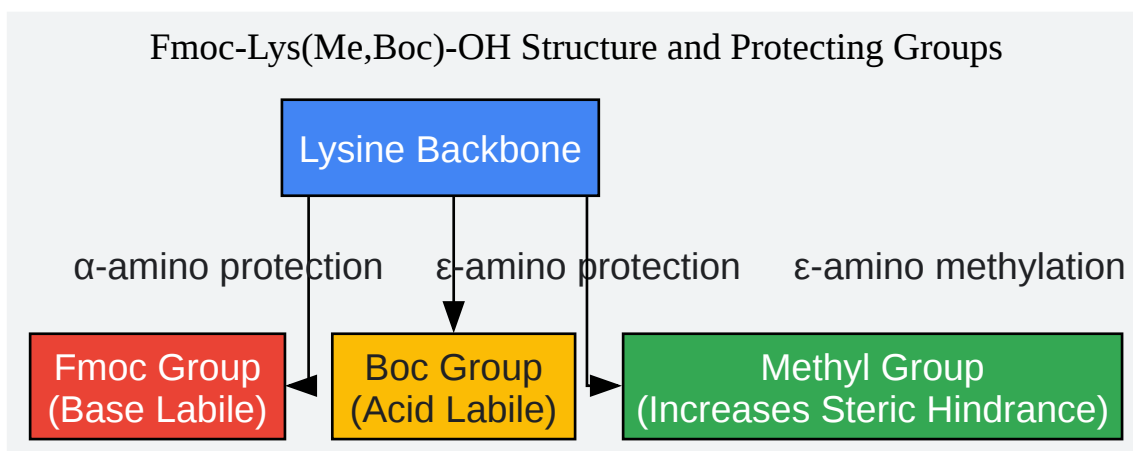 Fmoc-Lys(Me,Boc)-OH Structure and Protecting Groups
Lysine Backbone
α-amino protection
ε-amino protection
ε-amino methylation
Fmoc Group
(Base Labile)
Boc Group
(Acid Labile)
Methyl Group
(Increases Steric Hindrance)